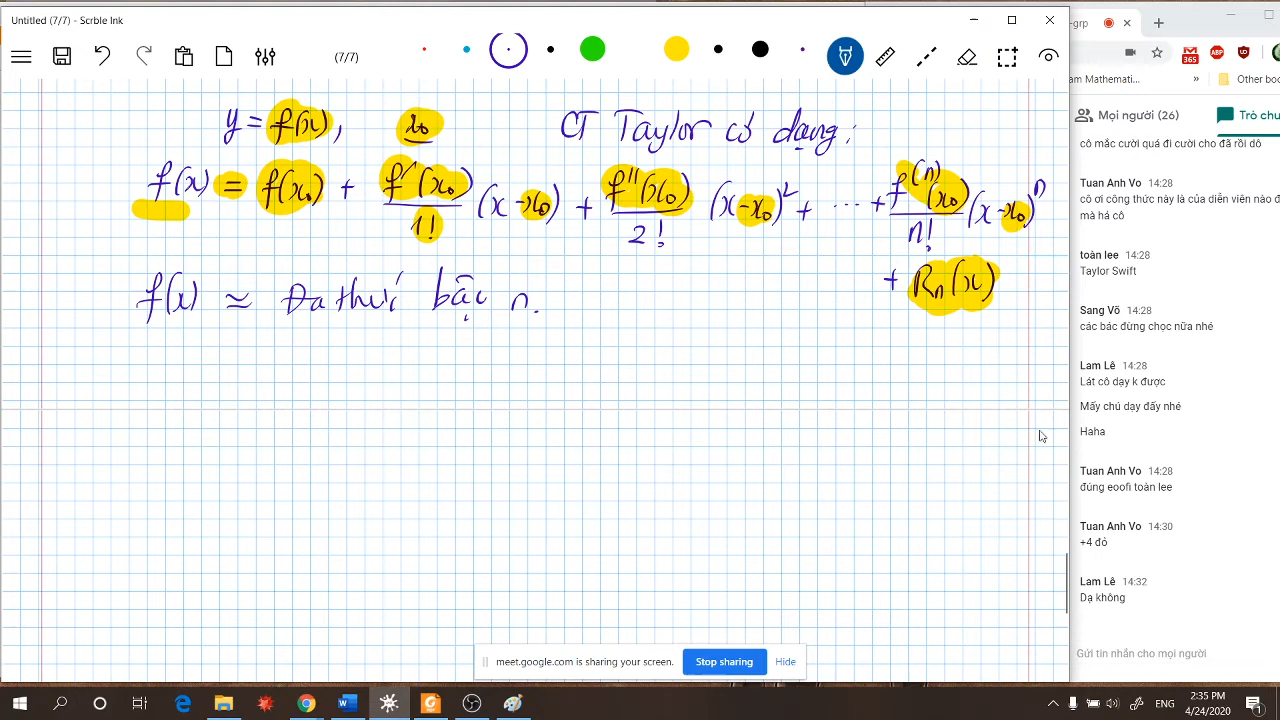 Untitled (7/7) - Scrble Ink
-grp
(7/7)
365
ABP
am Mathemati...
»
Other boo
y = f(x), x₀ CT Taylor có dạng:
f(x) = f(x₀) + f'(x₀)/1! (x - x₀) + f''(x₀)/2! (x - x₀)² + ... + f⁽ⁿ⁾(x₀)/n! (x - x₀)ⁿ
+ Rₙ(x)
f(x) ≃ Đa thức bậc n.
Mọi người (26)
Trò chu
cô mắc cười quá đi cười cho đã rồi dô
Tuan Anh Vo 14:28
cô ơi công thức này là của diễn viên nào đ
mà há cô
toàn lee 14:28
Taylor Swift
Sang Võ 14:28
các bác đừng chọc nữa nhé
Lam Lê 14:28
Lát cô dạy k được
Mấy chú dạy đấy nhé
Haha
Tuan Anh Vo 14:28
đúng eoofi toàn lee
Tuan Anh Vo 14:30
+4 đỏ
Lam Lê 14:32
Dạ không
Gửi tin nhắn cho mọi người
meet.google.com is sharing your screen.
Stop sharing
Hide
2:35 PM
4/24/2020